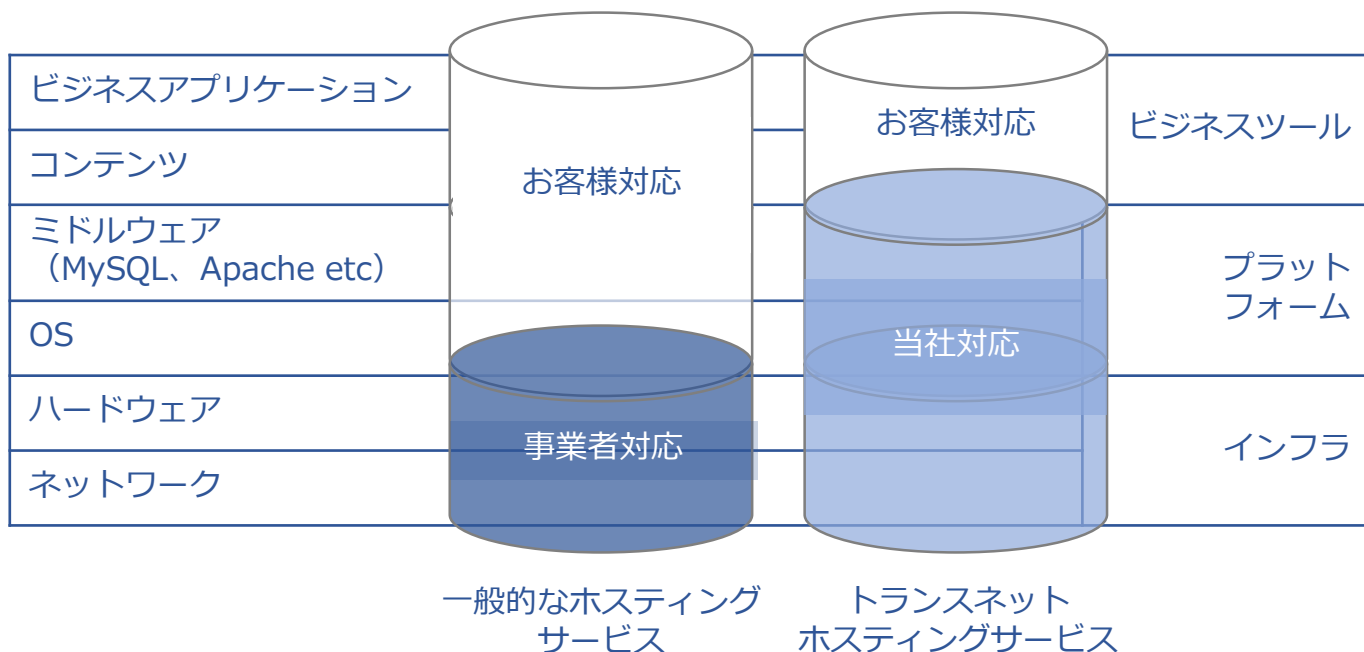 ビジネスアプリケーション
コンテンツ
ミドルウェア
（MySQL、Apache etc）
OS
ハードウェア
ネットワーク
お客様対応
事業者対応
お客様対応
当社対応
ビジネスツール
プラット
フォーム
インフラ
一般的なホスティング
サービス
トランスネット
ホスティングサービス